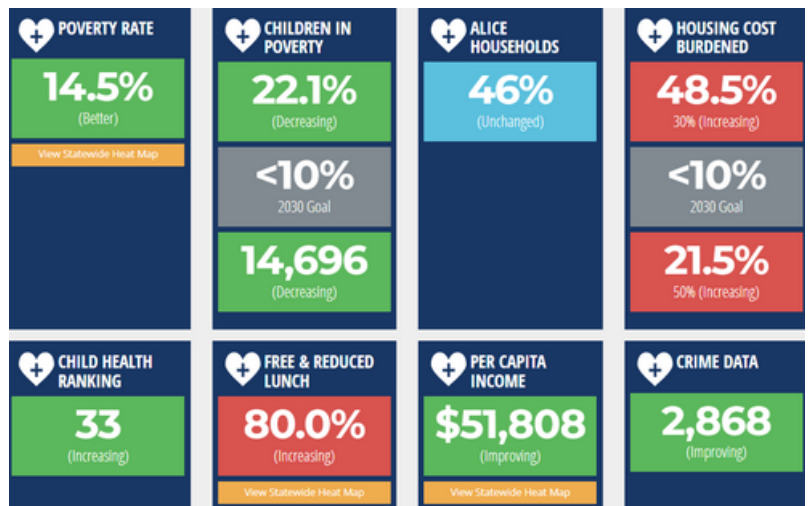 POVERTY RATE
14.5%
(Better)
View Statewide Heat Map
CHILDREN IN
POVERTY
22.1%
(Decreasing)
<10%
2030 Goal
14,696
(Decreasing)
ALICE
HOUSEHOLDS
46%
(Unchanged)
HOUSING COST
BURDENED
48.5%
30% (Increasing)
<10%
2030 Goal
21.5%
50% (Increasing)
CHILD HEALTH
RANKING
33
(Increasing)
FREE & REDUCED
LUNCH
80.0%
(Increasing)
View Statewide Heat Map
PER CAPITA
INCOME
$51,808
(Improving)
View Statewide Heat Map
CRIME DATA
2,868
(Improving)